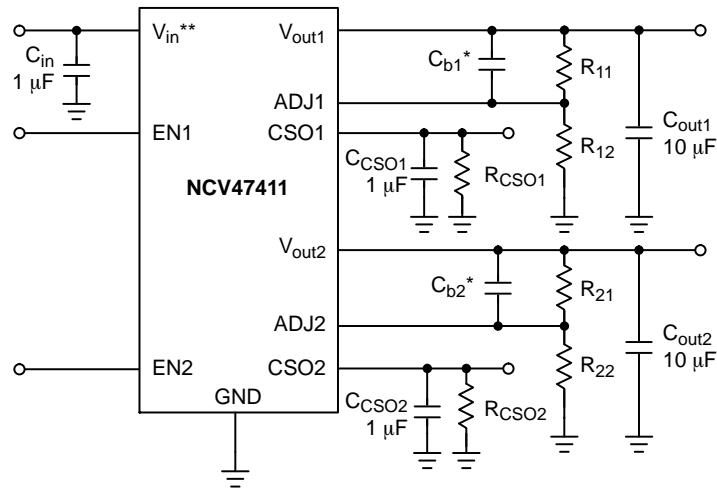 Vin**
Vout1
Cin
1 μF
Cb1*
R11
ADJ1
EN1
CSO1
Cout1
10 μF
R12
CCSO1
1 μF
RCSO1
NCV47411
Vout2
Cb2*
R21
ADJ2
Cout2
10 μF
R22
EN2
CSO2
GND
CCSO2
1 μF
RCSO2